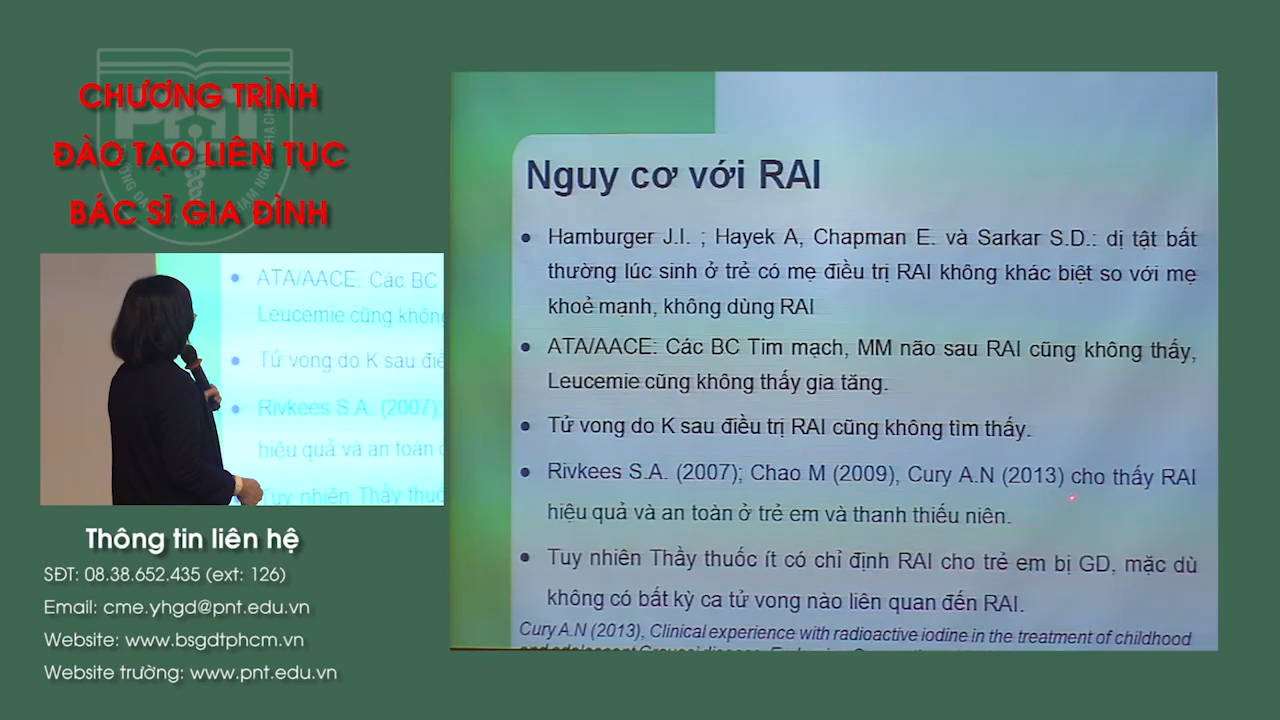 CHƯƠNG TRÌNH
ĐÀO TẠO LIÊN TỤC
BÁC SĨ GIA ĐÌNH
ATA/AACE: Các BC
Leucemie cũng không
Tử vong do K sau điề
Rivkees S.A. (2007);
hiệu quả và an toàn
Tuy nhiên Thầy thuố
Thông tin liên hệ
SĐT: 08.38.652.435 (ext: 126)
Email: cme.yhgd@pnt.edu.vn
Website: www.bsgdtphcm.vn
Website trường: www.pnt.edu.vn
Nguy cơ với RAI
Hamburger J.I. ; Hayek A, Chapman E. và Sarkar S.D.: dị tật bất
thường lúc sinh ở trẻ có mẹ điều trị RAI không khác biệt so với mẹ
khoẻ mạnh, không dùng RAI
ATA/AACE: Các BC Tim mạch, MM não sau RAI cũng không thấy,
Leucemie cũng không thấy gia tăng.
Tử vong do K sau điều trị RAI cũng không tìm thấy.
Rivkees S.A. (2007); Chao M (2009), Cury A.N (2013) cho thấy RAI
hiệu quả và an toàn ở trẻ em và thanh thiếu niên.
Tuy nhiên Thầy thuốc ít có chỉ định RAI cho trẻ em bị GD, mặc dù
không có bất kỳ ca tử vong nào liên quan đến RAI.
Cury A.N (2013), Clinical experience with radioactive iodine in the treatment of childhood